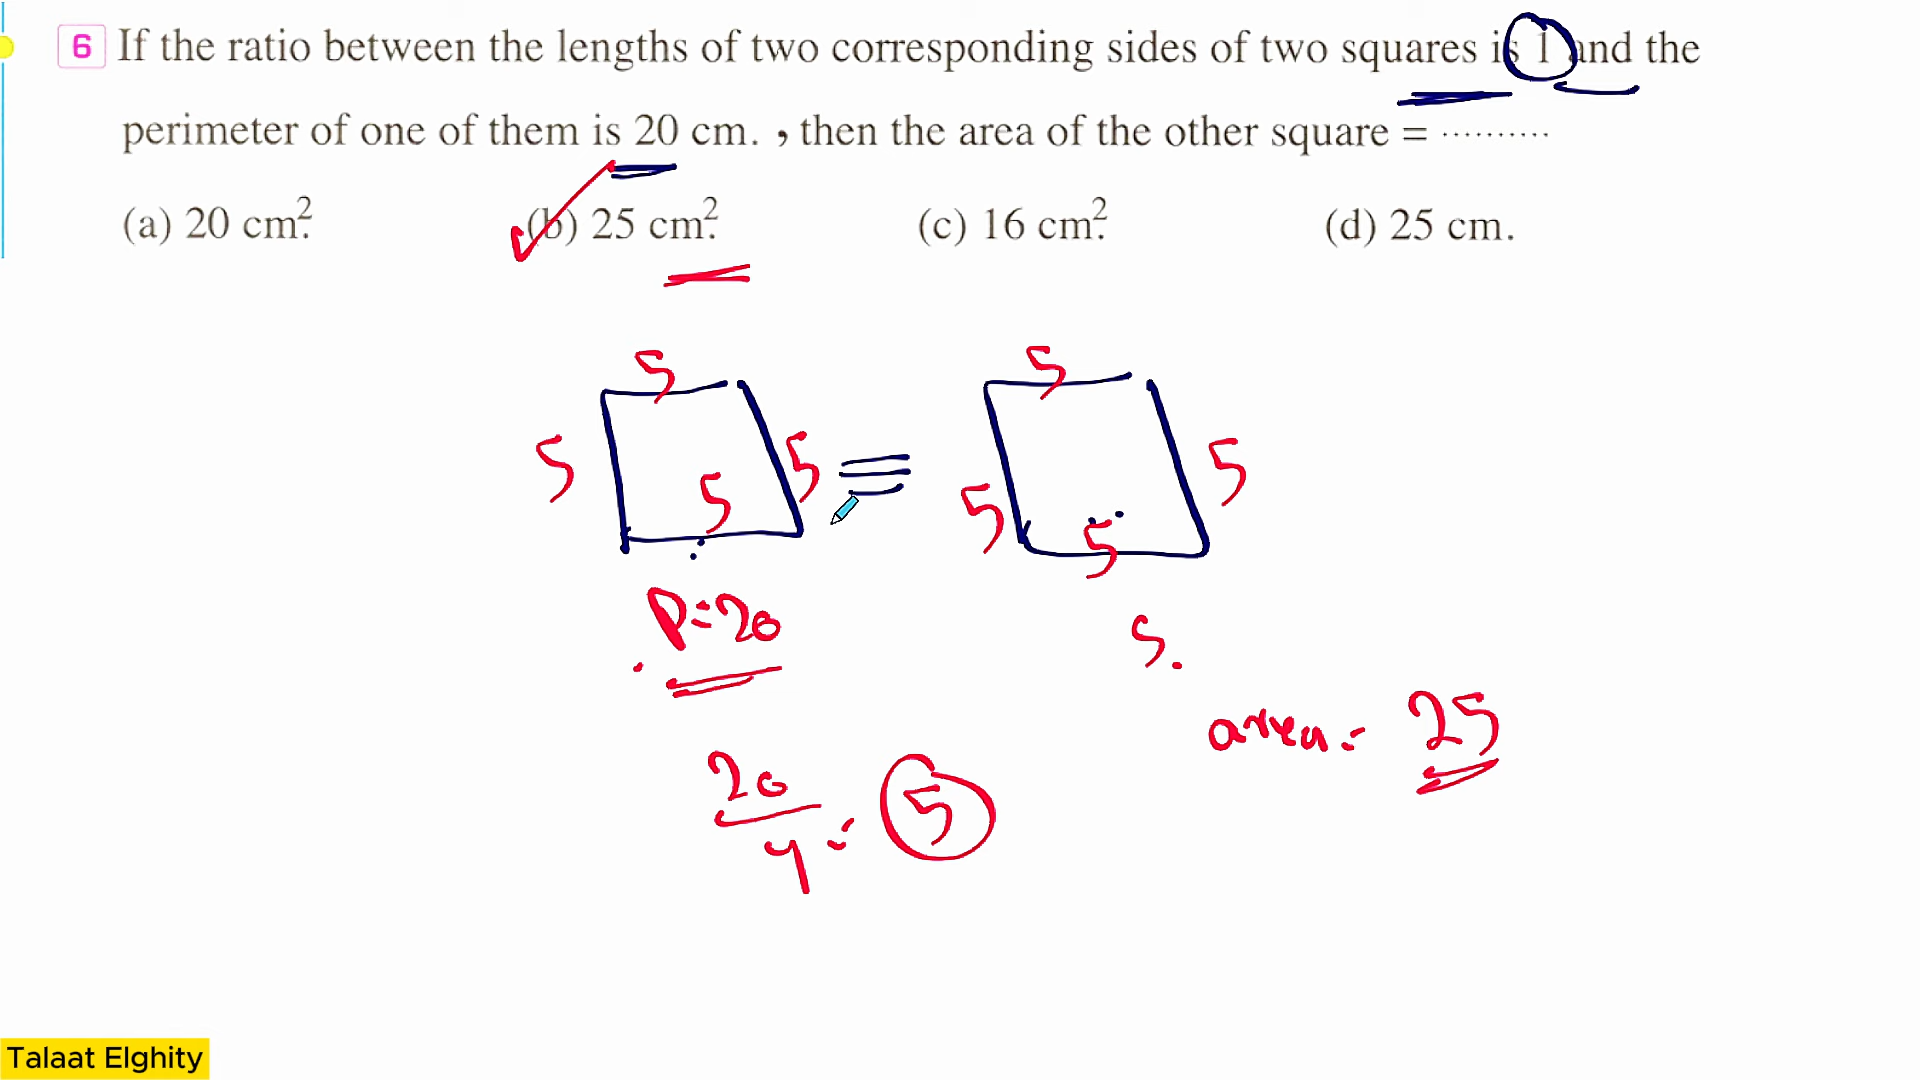 6 If the ratio between the lengths of two corresponding sides of two squares is 1 and the
perimeter of one of them is 20 cm. , then the area of the other square = ..........
(a) 20 cm².
(b) 25 cm².
(c) 16 cm².
(d) 25 cm.
5
5
5
5
5
5
5
5
P = 20
5.
area = 25
20/4 = 5
Talaat Elghity